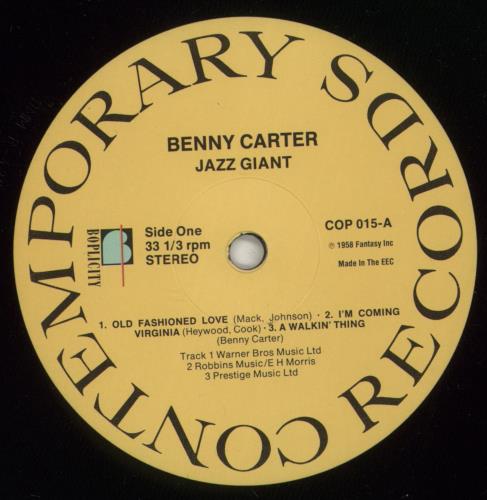 CONTEMPORARY RECORDS
BENNY CARTER
JAZZ GIANT
BOPLICITY
B
Side One
33 1/3 rpm
STEREO
COP 015-A
℗ 1958 Fantasy Inc
Made In The EEC
1. OLD FASHIONED LOVE (Mack, Johnson) · 2. I'M COMING
VIRGINIA (Heywood, Cook) · 3. A WALKIN' THING
(Benny Carter)
Track 1 Warner Bros Music Ltd
2 Robbins Music/E H Morris
3 Prestige Music Ltd